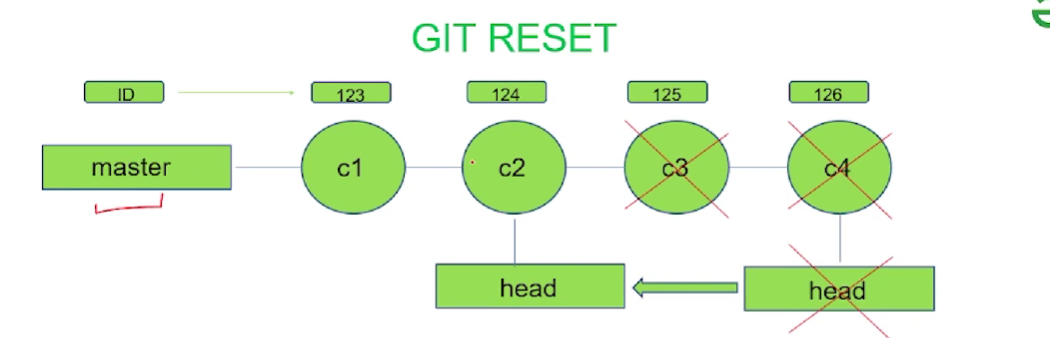 GIT RESET
ID 123 124 125 126
master c1 c2 c3 c4
head head